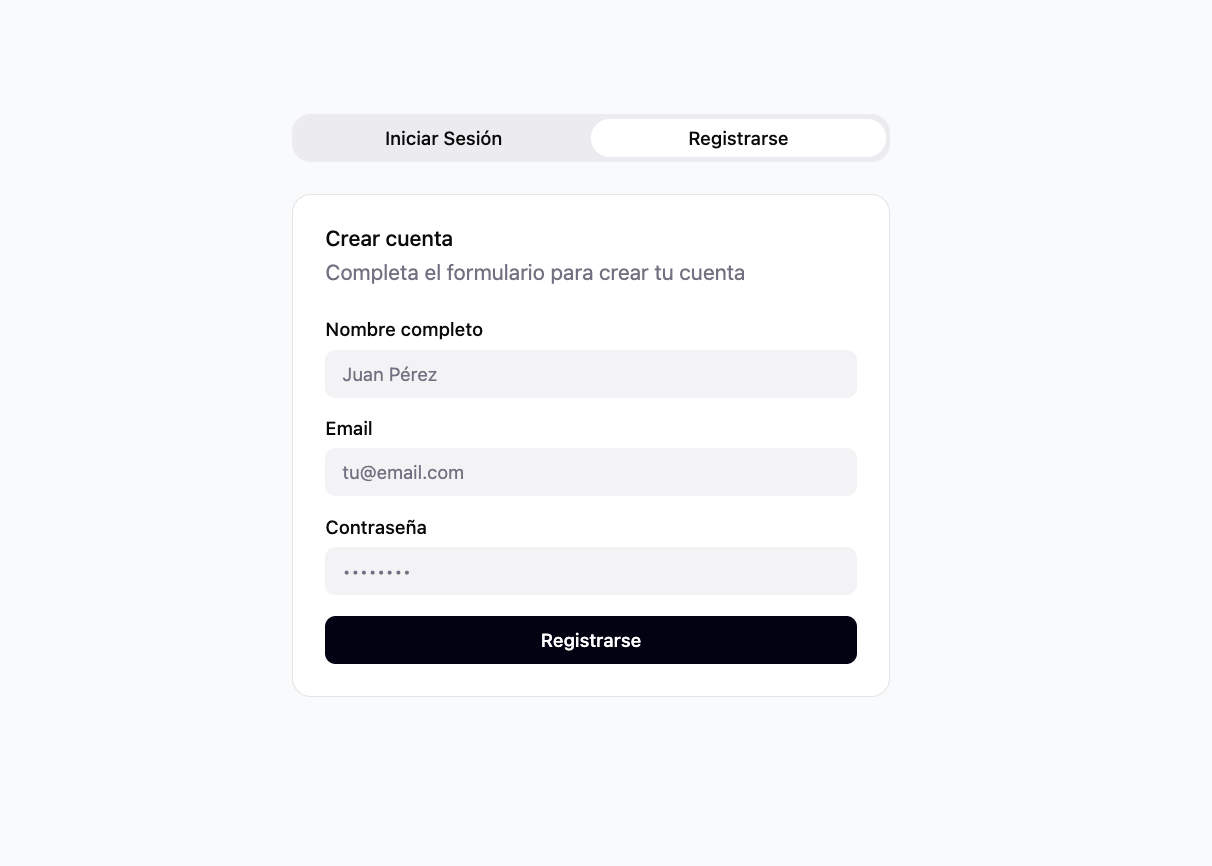 Iniciar Sesión
Registrarse
Crear cuenta
Completa el formulario para crear tu cuenta
Nombre completo
Juan Pérez
Email
tu@email.com
Contraseña
••••••••
Registrarse